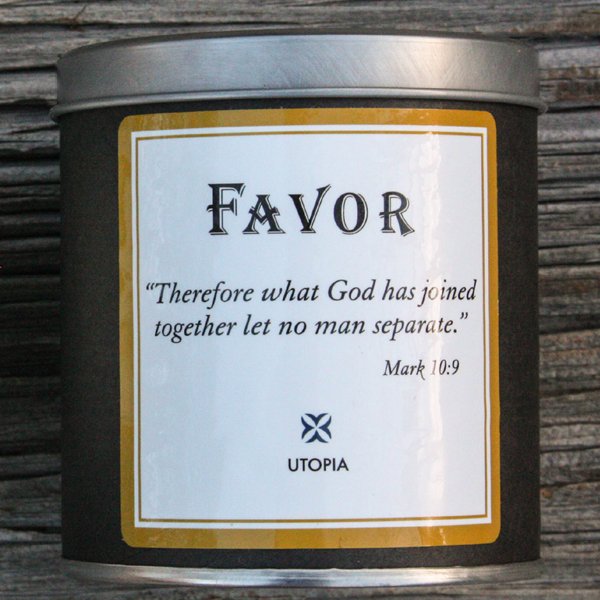 FAVOR
“Therefore what God has joined
together let no man separate.”
Mark 10:9
UTOPIA